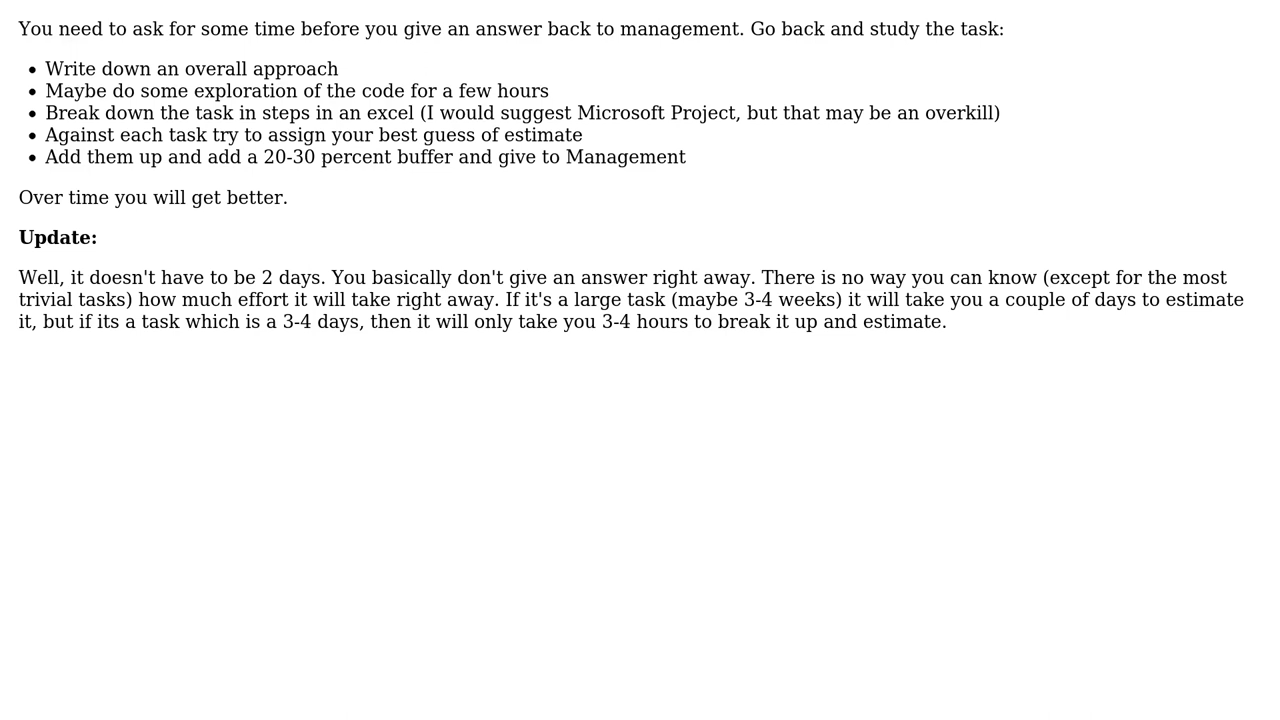 You need to ask for some time before you give an answer back to management. Go back and study the task:
• Write down an overall approach
• Maybe do some exploration of the code for a few hours
• Break down the task in steps in an excel (I would suggest Microsoft Project, but that may be an overkill)
• Against each task try to assign your best guess of estimate
• Add them up and add a 20-30 percent buffer and give to Management
Over time you will get better.
Update:
Well, it doesn't have to be 2 days. You basically don't give an answer right away. There is no way you can know (except for the most
trivial tasks) how much effort it will take right away. If it's a large task (maybe 3-4 weeks) it will take you a couple of days to estimate
it, but if its a task which is a 3-4 days, then it will only take you 3-4 hours to break it up and estimate.